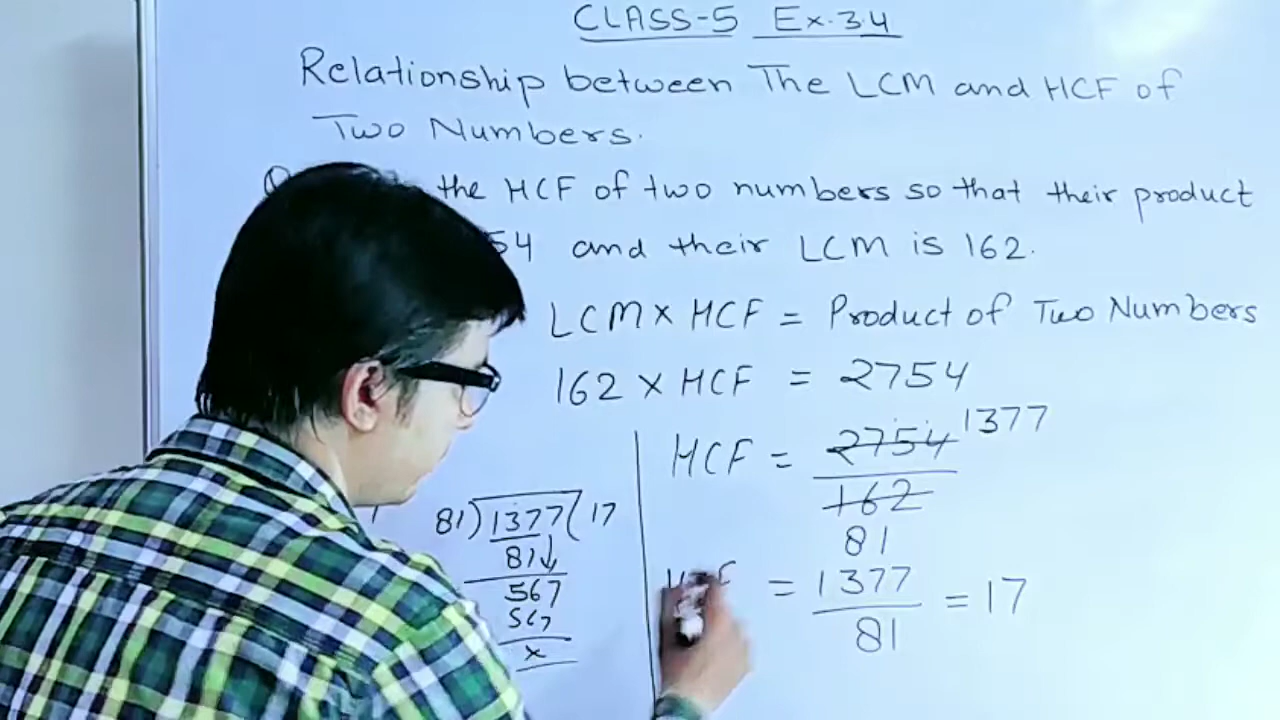 CLASS-5 Ex.3.4
Relationship between The LCM and HCF of
Two Numbers.
the HCF of two numbers so that their product
54 and their LCM is 162.
LCM x HCF = Product of Two Numbers
162 x HCF = 2754
HCF = 2754 1377
162
81
= 1377 = 17
81
81) 1377 ( 17
81↓
567
567
x